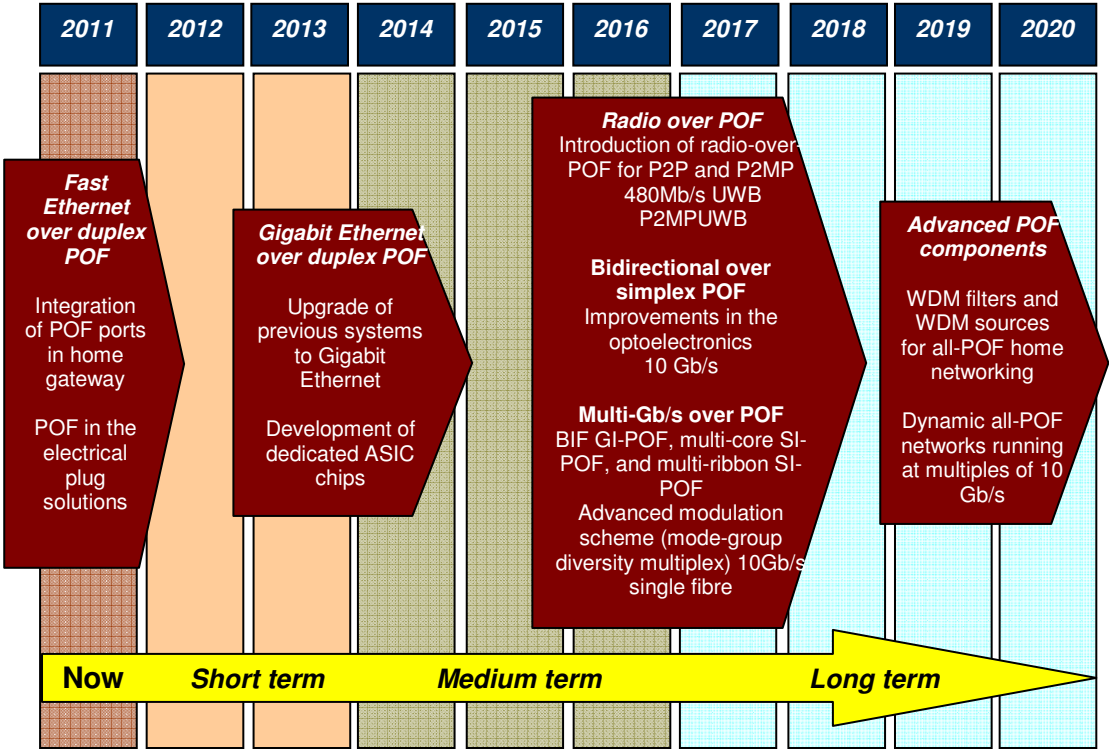 2011 2012 2013 2014 2015 2016 2017 2018 2019 2020
Fast
Ethernet
over duplex
POF
Integration
of POF ports
in home
gateway
POF in the
electrical
plug
solutions
Gigabit Ethernet
over duplex POF
Upgrade of
previous systems
to Gigabit
Ethernet
Development of
dedicated ASIC
chips
Radio over POF
Introduction of radio-over-
POF for P2P and P2MP
480Mb/s UWB
P2MPUWB
Bidirectional over
simplex POF
Improvements in the
optoelectronics
10 Gb/s
Multi-Gb/s over POF
BIF GI-POF, multi-core SI-
POF, and multi-ribbon SI-
POF
Advanced modulation
scheme (mode-group
diversity multiplex) 10Gb/s
single fibre
Advanced POF
components
WDM filters and
WDM sources
for all-POF home
networking
Dynamic all-POF
networks running
at multiples of 10
Gb/s
Now Short term Medium term Long term